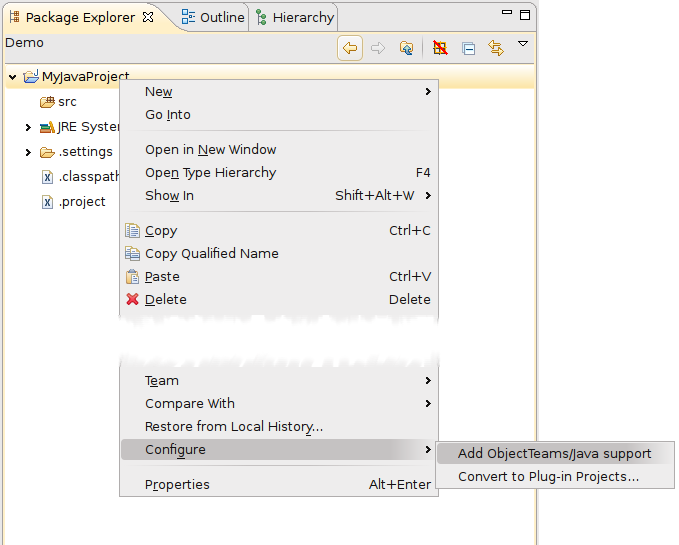 Package Explorer Outline Hierarchy
Demo
MyJavaProject
src
JRE Syste
.settings
.classpath
.project
New
Go Into
Open in New Window
Open Type Hierarchy F4
Show In Shift+Alt+W
Copy Ctrl+C
Copy Qualified Name
Paste Ctrl+V
Delete Delete
Team
Compare With
Restore from Local History...
Configure
Add ObjectTeams/Java support
Convert to Plug-in Projects...
Properties Alt+Enter